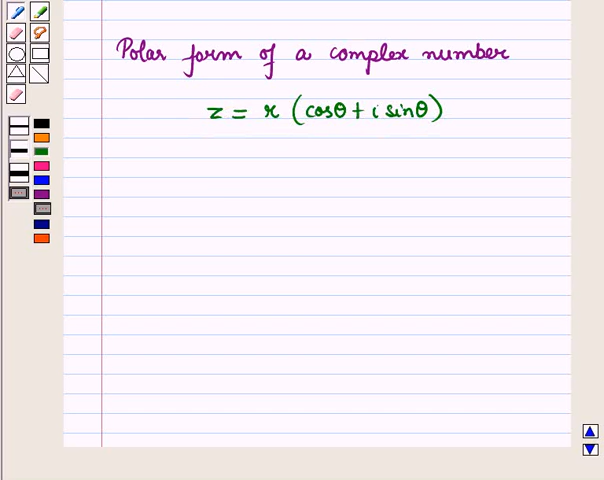 Polar form of a complex number
z = r (cosθ + i sinθ)